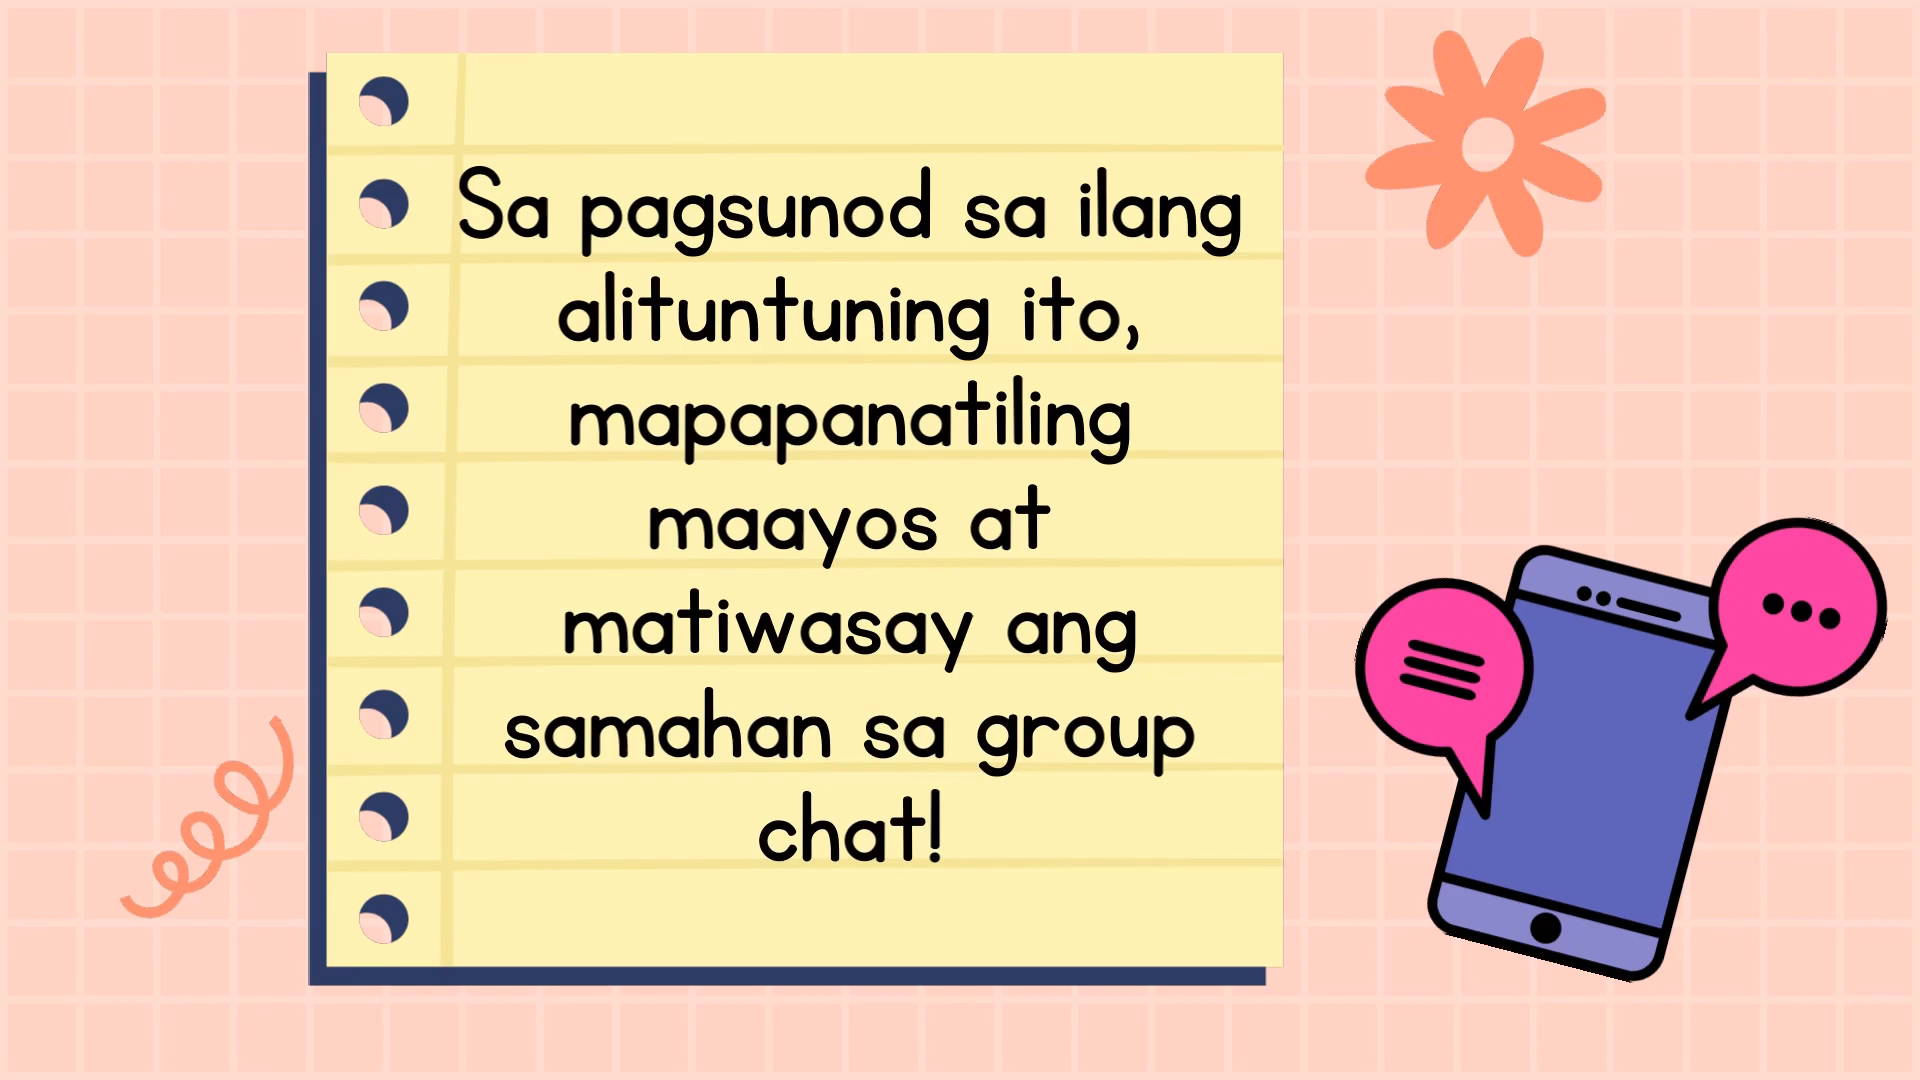 Sa pagsunod sa ilang
alituntuning ito,
mapapanatiling
maayos at
matiwasay ang
samahan sa group
chat!